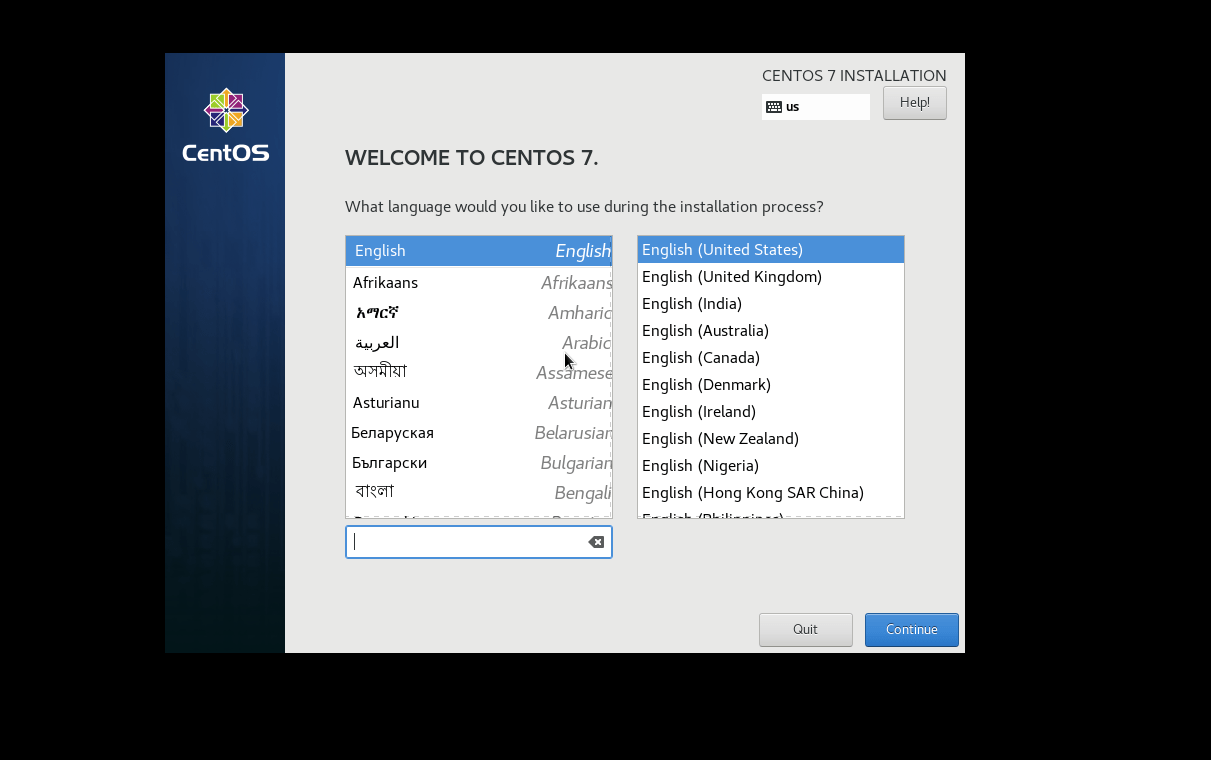 CentOS
CENTOS 7 INSTALLATION
us
Help!
WELCOME TO CENTOS 7.
What language would you like to use during the installation process?
English English
Afrikaans Afrikaans
አማርኛ Amharic
العربية Arabic
অসমীয়া Assamese
Asturianu Asturian
Беларуская Belarusian
Български Bulgarian
বাংলা Bengali
English (United States)
English (United Kingdom)
English (India)
English (Australia)
English (Canada)
English (Denmark)
English (Ireland)
English (New Zealand)
English (Nigeria)
English (Hong Kong SAR China)
English (Philippines)
Quit
Continue